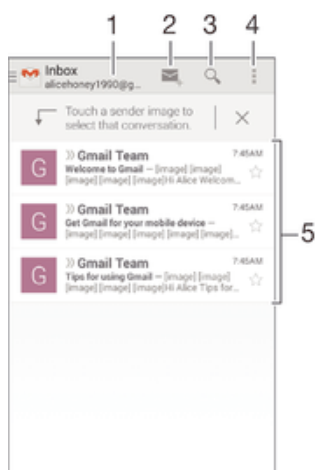 1 2 3 4
Inbox
alicehoney1990@g...
Touch a sender image to
select that conversation.
G
Gmail Team 7:45AM
Welcome to Gmail – [image] [image]
[image] [image] [image]Hi Alice Welcom...
G
Gmail Team 7:45AM
Get Gmail for your mobile device –
[image] [image] [image] [image] [image]...
5
G
Gmail Team 7:45AM
Tips for using Gmail – [image] [image]
[image] [image] [image]Hi Alice Tips for...